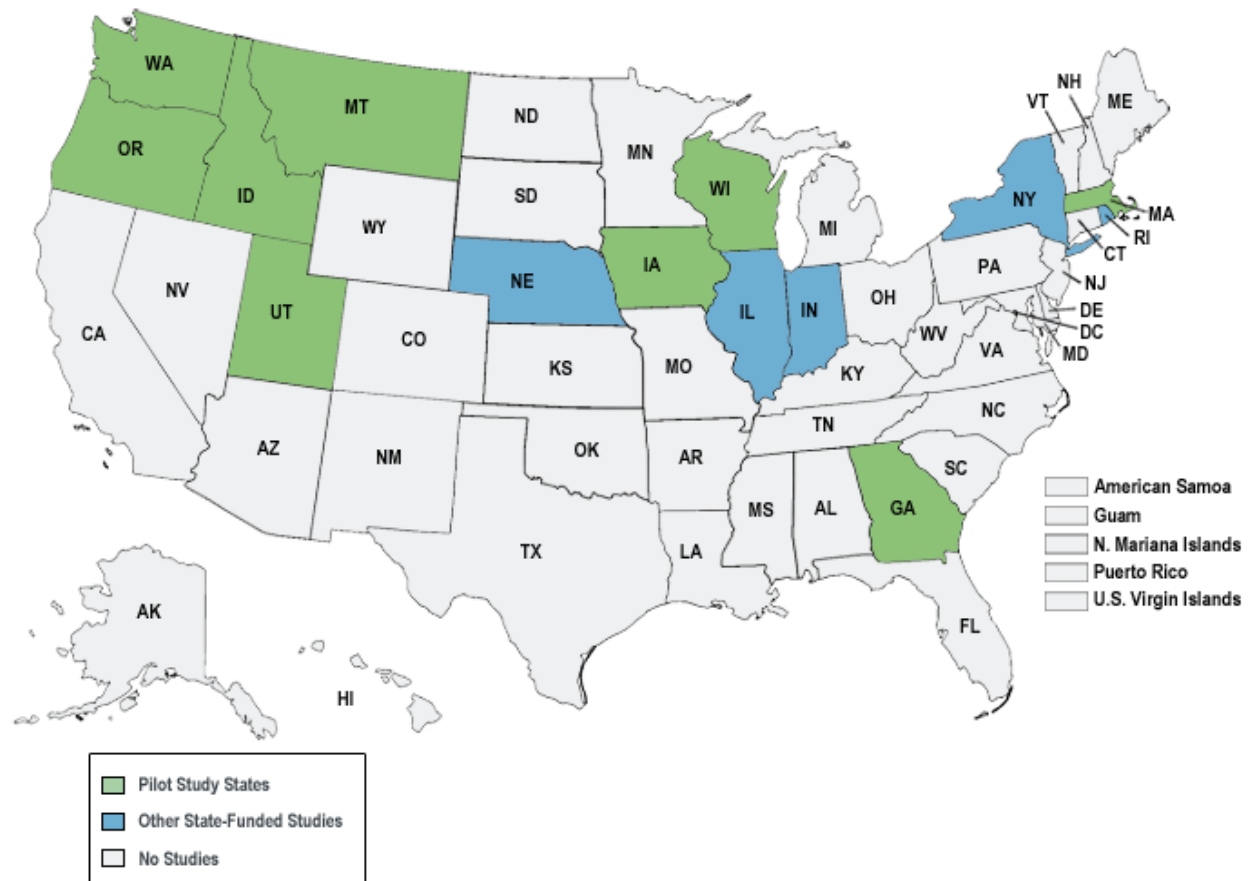 WA
MT
ND
MN
OR
ID
SD
WI
MI
WY
NH
VT
ME
NY
MA
RI
CT
NV
UT
CA
NE
IA
IL
IN
OH
PA
NJ
DE
DC
MD
CO
KS
MO
KY
WV
VA
AZ
NM
OK
AR
TN
NC
SC
TX
LA
MS
AL
GA
FL
AK
HI
American Samoa
Guam
N. Mariana Islands
Puerto Rico
U.S. Virgin Islands
Pilot Study States
Other State-Funded Studies
No Studies